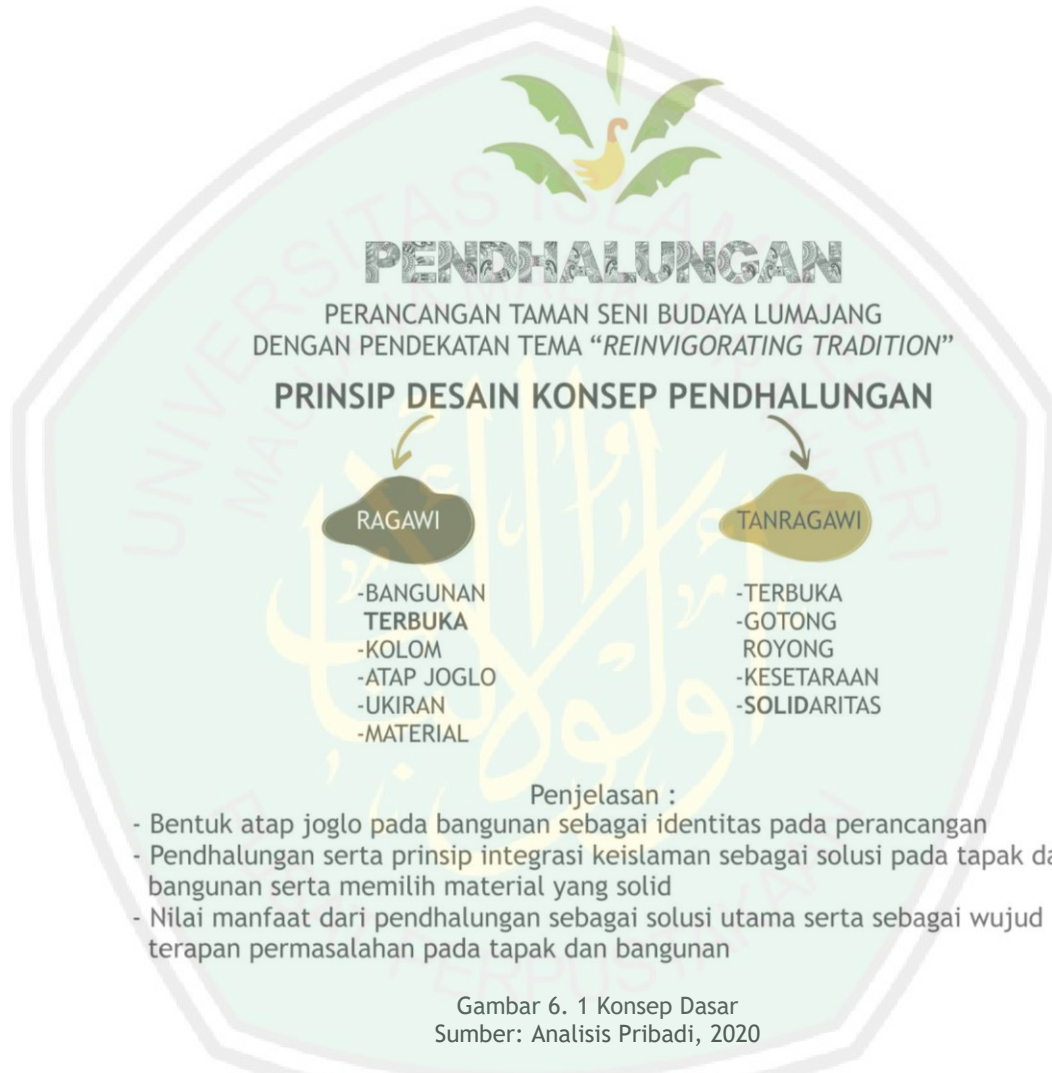 PENDHALUNGAN
PERANCANGAN TAMAN SENI BUDAYA LUMAJANG
DENGAN PENDEKATAN TEMA “REINVIGORATING TRADITION”
PRINSIP DESAIN KONSEP PENDHALUNGAN
RAGAWI
-BANGUNAN
TERBUKA
-KOLOM
-ATAP JOGLO
-UKIRAN
-MATERIAL
TANRAGAWI
-TERBUKA
-GOTONG
ROYONG
-KESETARAAN
-SOLIDARITAS
Penjelasan :
- Bentuk atap joglo pada bangunan sebagai identitas pada perancangan
- Pendhalungan serta prinsip integrasi keislaman sebagai solusi pada tapak da
bangunan serta memilih material yang solid
- Nilai manfaat dari pendhalungan sebagai solusi utama serta sebagai wujud
terapan permasalahan pada tapak dan bangunan
Gambar 6. 1 Konsep Dasar
Sumber: Analisis Pribadi, 2020